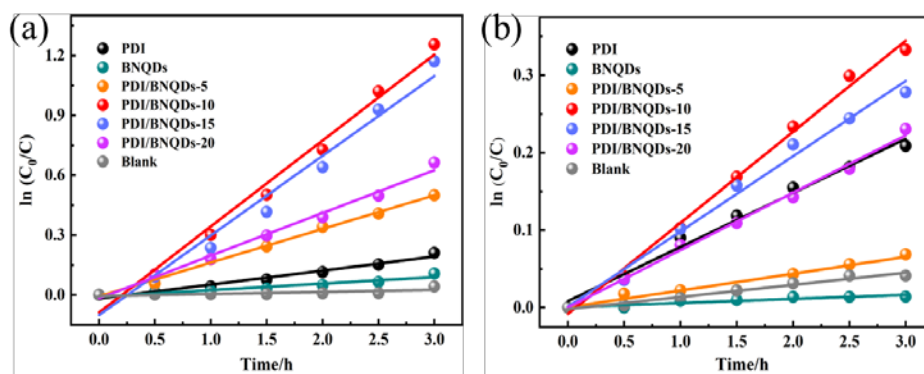 (a)
PDI
BNQDs
PDI/BNQDs-5
PDI/BNQDs-10
PDI/BNQDs-15
PDI/BNQDs-20
Blank
ln (C₀/C)
1.2
0.9
0.6
0.3
0.0
0.0 0.5 1.0 1.5 2.0 2.5 3.0
Time/h
(b)
PDI
BNQDs
PDI/BNQDs-5
PDI/BNQDs-10
PDI/BNQDs-15
PDI/BNQDs-20
Blank
ln (C₀/C)
0.3
0.2
0.1
0.0
0.0 0.5 1.0 1.5 2.0 2.5 3.0
Time/h